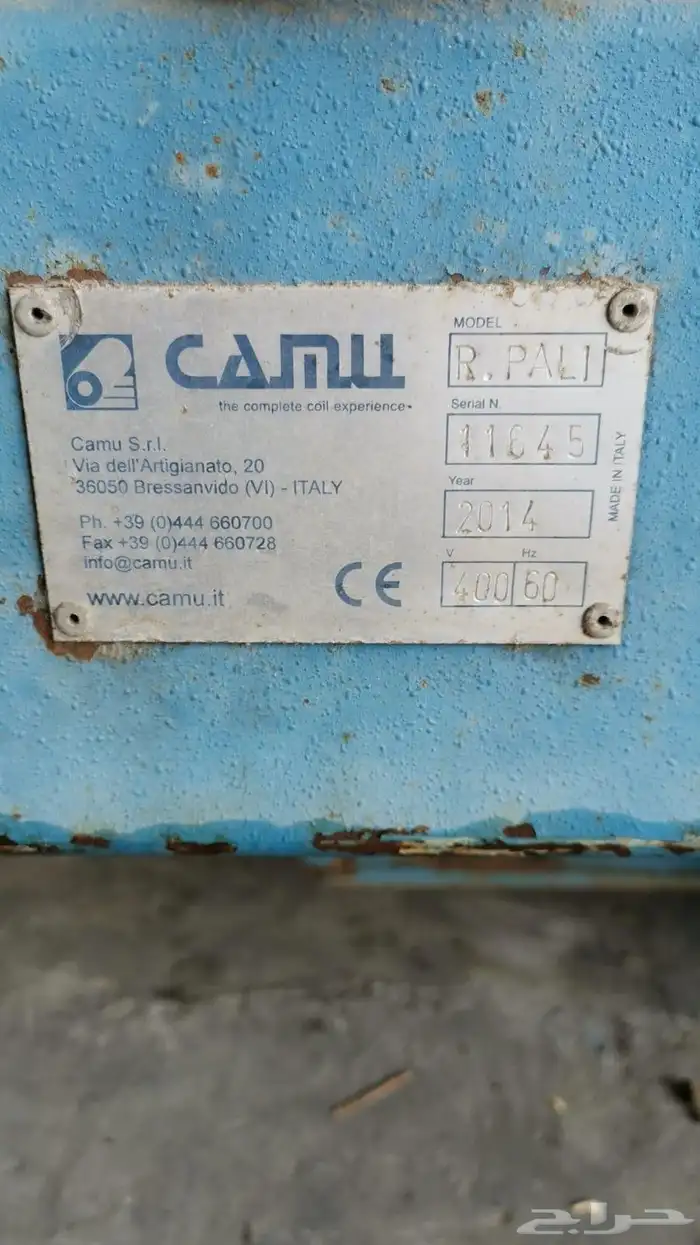 CAMU
the complete coil experience
Camu S.r.l.
Via dell'Artigianato, 20
36050 Bressanvido (VI) - ITALY
Ph. +39 (0)444 660700
Fax +39 (0)444 660728
info@camu.it
www.camu.it
CE
MODEL
R.PALI
Serial N.
11645
Year
2014
V Hz
400 60
MADE IN ITALY
حراج